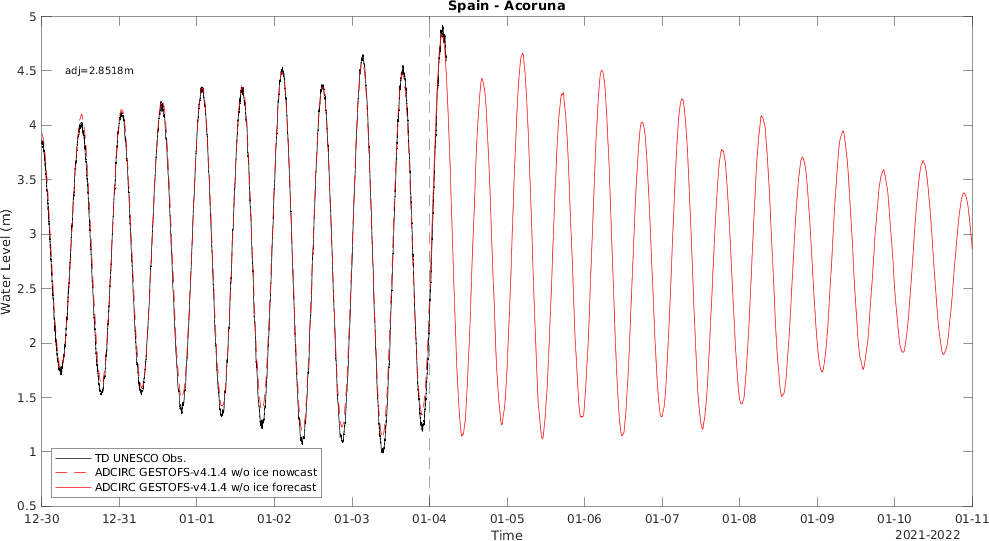 Spain - Acoruna
adj=2.8518m
Water Level (m)
5
4.5
4
3.5
3
2.5
2
1.5
1
0.5
TD UNESCO Obs.
ADCIRC GESTOFS-v4.1.4 w/o ice nowcast
ADCIRC GESTOFS-v4.1.4 w/o ice forecast
12-30 12-31 01-01 01-02 01-03 01-04 01-05 01-06 01-07 01-08 01-09 01-10 01-11
Time
2021-2022